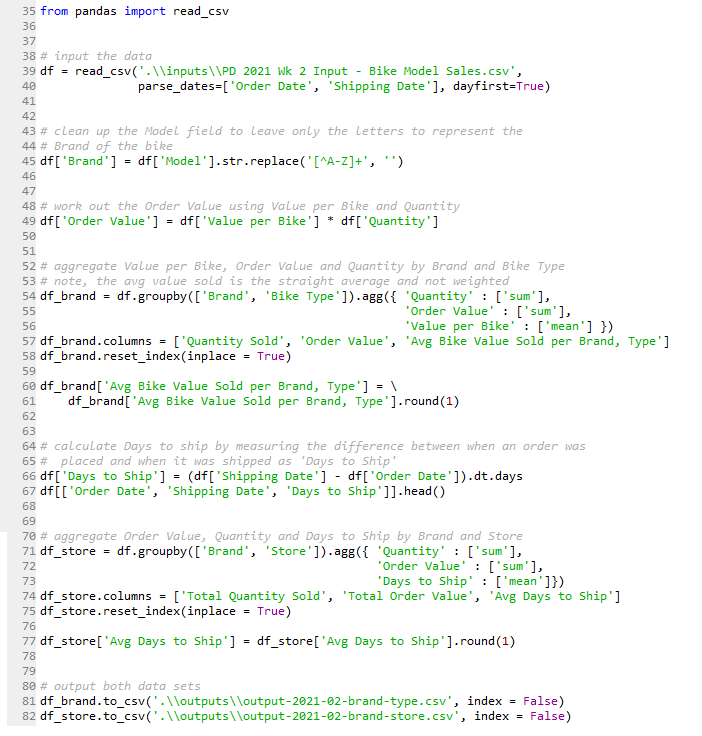 35 from pandas import read_csv
36
37
38 # input the data
39 df = read_csv('.\\inputs\\PD 2021 Wk 2 Input - Bike Model Sales.csv',
40              parse_dates=['Order Date', 'Shipping Date'], dayfirst=True)
41
42
43 # clean up the Model field to leave only the letters to represent the
44 # Brand of the bike
45 df['Brand'] = df['Model'].str.replace('[^A-Z]+', '')
46
47
48 # work out the Order Value using Value per Bike and Quantity
49 df['Order Value'] = df['Value per Bike'] * df['Quantity']
50
51
52 # aggregate Value per Bike, Order Value and Quantity by Brand and Bike Type
53 # note, the avg value sold is the straight average and not weighted
54 df_brand = df.groupby(['Brand', 'Bike Type']).agg({ 'Quantity' : ['sum'],
55                                                    'Order Value' : ['sum'],
56                                                    'Value per Bike' : ['mean'] })
57 df_brand.columns = ['Quantity Sold', 'Order Value', 'Avg Bike Value Sold per Brand, Type']
58 df_brand.reset_index(inplace = True)
59
60 df_brand['Avg Bike Value Sold per Brand, Type'] = \
61     df_brand['Avg Bike Value Sold per Brand, Type'].round(1)
62
63
64 # calculate Days to ship by measuring the difference between when an order was
65 #  placed and when it was shipped as 'Days to Ship'
66 df['Days to Ship'] = (df['Shipping Date'] - df['Order Date']).dt.days
67 df[['Order Date', 'Shipping Date', 'Days to Ship']].head()
68
69
70 # aggregate Order Value, Quantity and Days to Ship by Brand and Store
71 df_store = df.groupby(['Brand', 'Store']).agg({ 'Quantity' : ['sum'],
72                                                'Order Value' : ['sum'],
73                                                'Days to Ship' : ['mean']})
74 df_store.columns = ['Total Quantity Sold', 'Total Order Value', 'Avg Days to Ship']
75 df_store.reset_index(inplace = True)
76
77 df_store['Avg Days to Ship'] = df_store['Avg Days to Ship'].round(1)
78
79
80 # output both data sets
81 df_brand.to_csv('.\\outputs\\output-2021-02-brand-type.csv', index = False)
82 df_store.to_csv('.\\outputs\\output-2021-02-brand-store.csv', index = False)